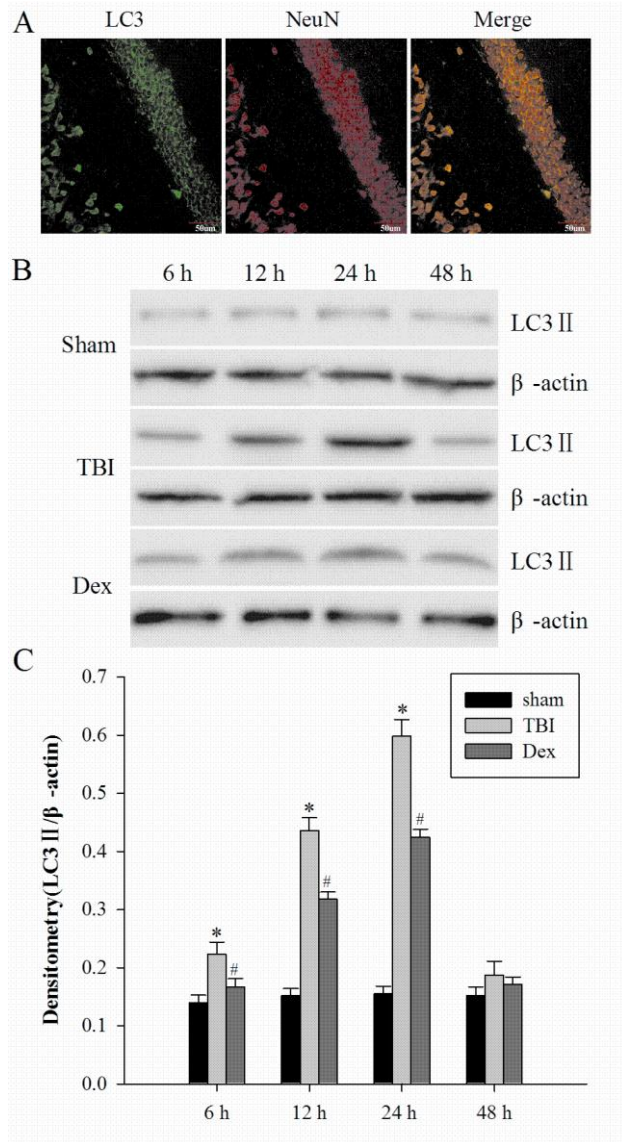 A
LC3 NeuN Merge
50um 50um 50um
B
6 h 12 h 24 h 48 h
Sham
LC3 Ⅱ
β -actin
TBI
LC3 Ⅱ
β -actin
Dex
LC3 Ⅱ
β -actin
C
Densitometry(LC3 Ⅱ/β -actin)
0.7
0.6
0.5
0.4
0.3
0.2
0.1
0.0
sham
TBI
Dex
* # * # * #
6 h 12 h 24 h 48 h